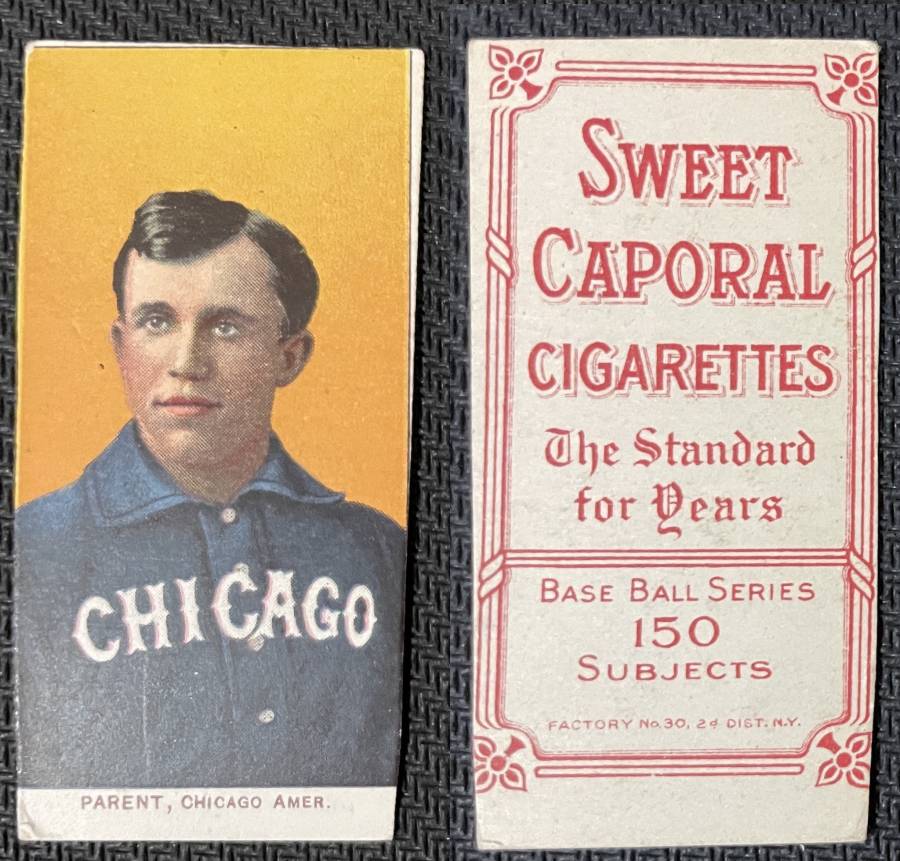 CHICAGO
PARENT, CHICAGO AMER.
SWEET
CAPORAL
CIGARETTES
The Standard
for Years
BASE BALL SERIES
150
SUBJECTS
FACTORY No. 30, 2d DIST. N.Y.